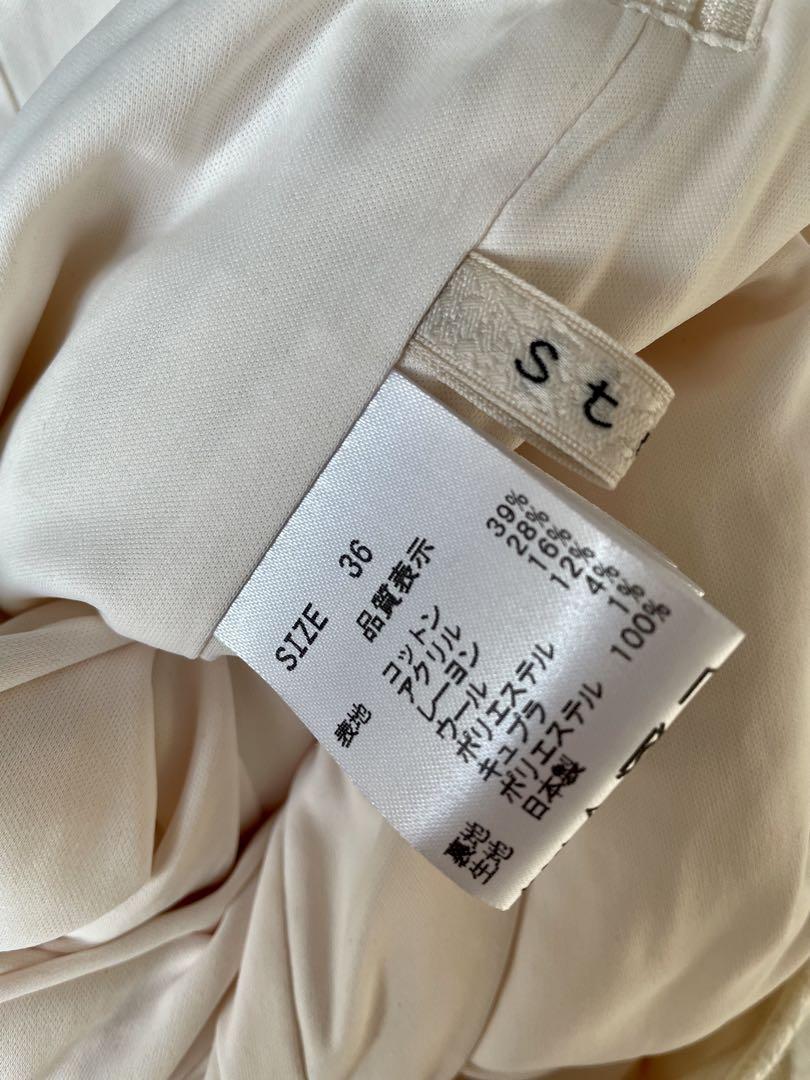 St
SIZE 36
品質表示
表地 コットン 39%
アクリル 28%
レーヨン 16%
ウール 12%
ポリエステル 4%
キュプラ 1%
裏地 ポリエステル 100%
生地 日本製